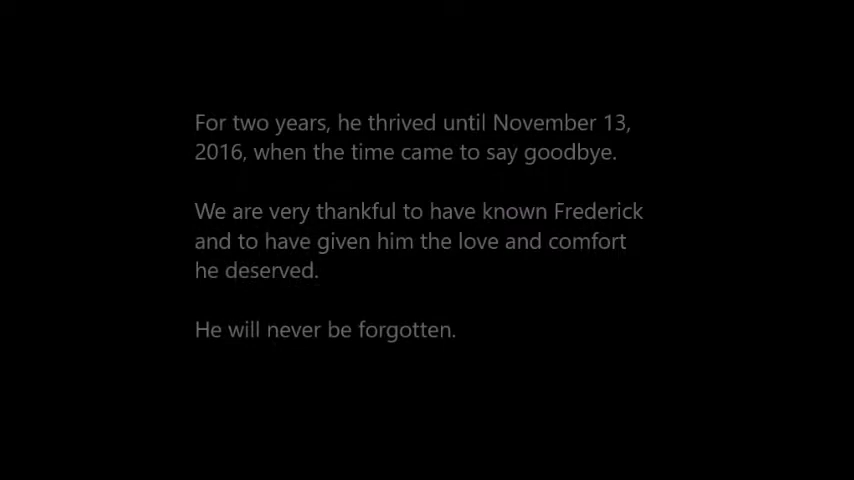 For two years, he thrived until November 13,
2016, when the time came to say goodbye.
We are very thankful to have known Frederick
and to have given him the love and comfort
he deserved.
He will never be forgotten.